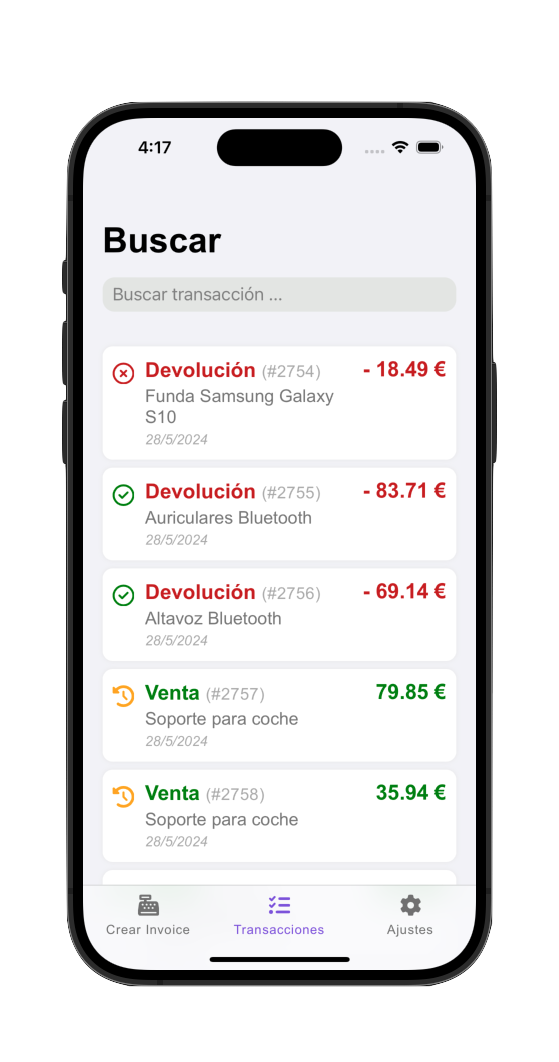 4:17
Buscar
Buscar transacción ...
Devolución (#2754) - 18.49 €
Funda Samsung Galaxy
S10
28/5/2024
Devolución (#2755) - 83.71 €
Auriculares Bluetooth
28/5/2024
Devolución (#2756) - 69.14 €
Altavoz Bluetooth
28/5/2024
Venta (#2757) 79.85 €
Soporte para coche
28/5/2024
Venta (#2758) 35.94 €
Soporte para coche
28/5/2024
Crear Invoice Transacciones Ajustes